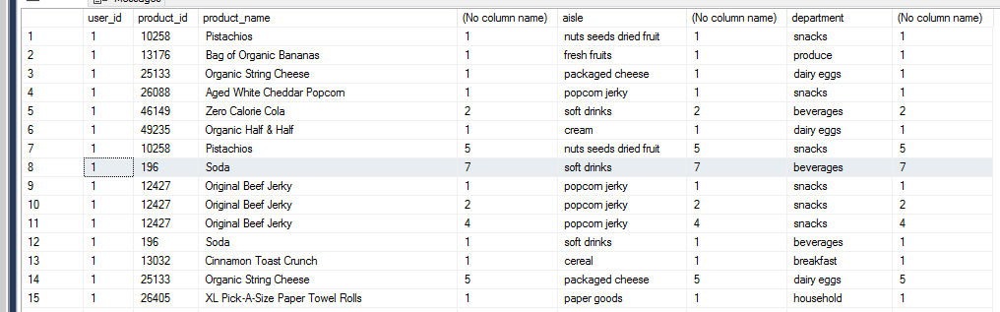 user_id product_id product_name (No column name) aisle (No column name) department (No column name)
1 1 10258 Pistachios 1 nuts seeds dried fruit 1 snacks 1
2 1 13176 Bag of Organic Bananas 1 fresh fruits 1 produce 1
3 1 25133 Organic String Cheese 1 packaged cheese 1 dairy eggs 1
4 1 26088 Aged White Cheddar Popcorn 1 popcorn jerky 1 snacks 1
5 1 46149 Zero Calorie Cola 2 soft drinks 2 beverages 2
6 1 49235 Organic Half & Half 1 cream 1 dairy eggs 1
7 1 10258 Pistachios 5 nuts seeds dried fruit 5 snacks 5
8 1 196 Soda 7 soft drinks 7 beverages 7
9 1 12427 Original Beef Jerky 1 popcorn jerky 1 snacks 1
10 1 12427 Original Beef Jerky 2 popcorn jerky 2 snacks 2
11 1 12427 Original Beef Jerky 4 popcorn jerky 4 snacks 4
12 1 196 Soda 1 soft drinks 1 beverages 1
13 1 13032 Cinnamon Toast Crunch 1 cereal 1 breakfast 1
14 1 25133 Organic String Cheese 5 packaged cheese 5 dairy eggs 5
15 1 26405 XL Pick-A-Size Paper Towel Rolls 1 paper goods 1 household 1